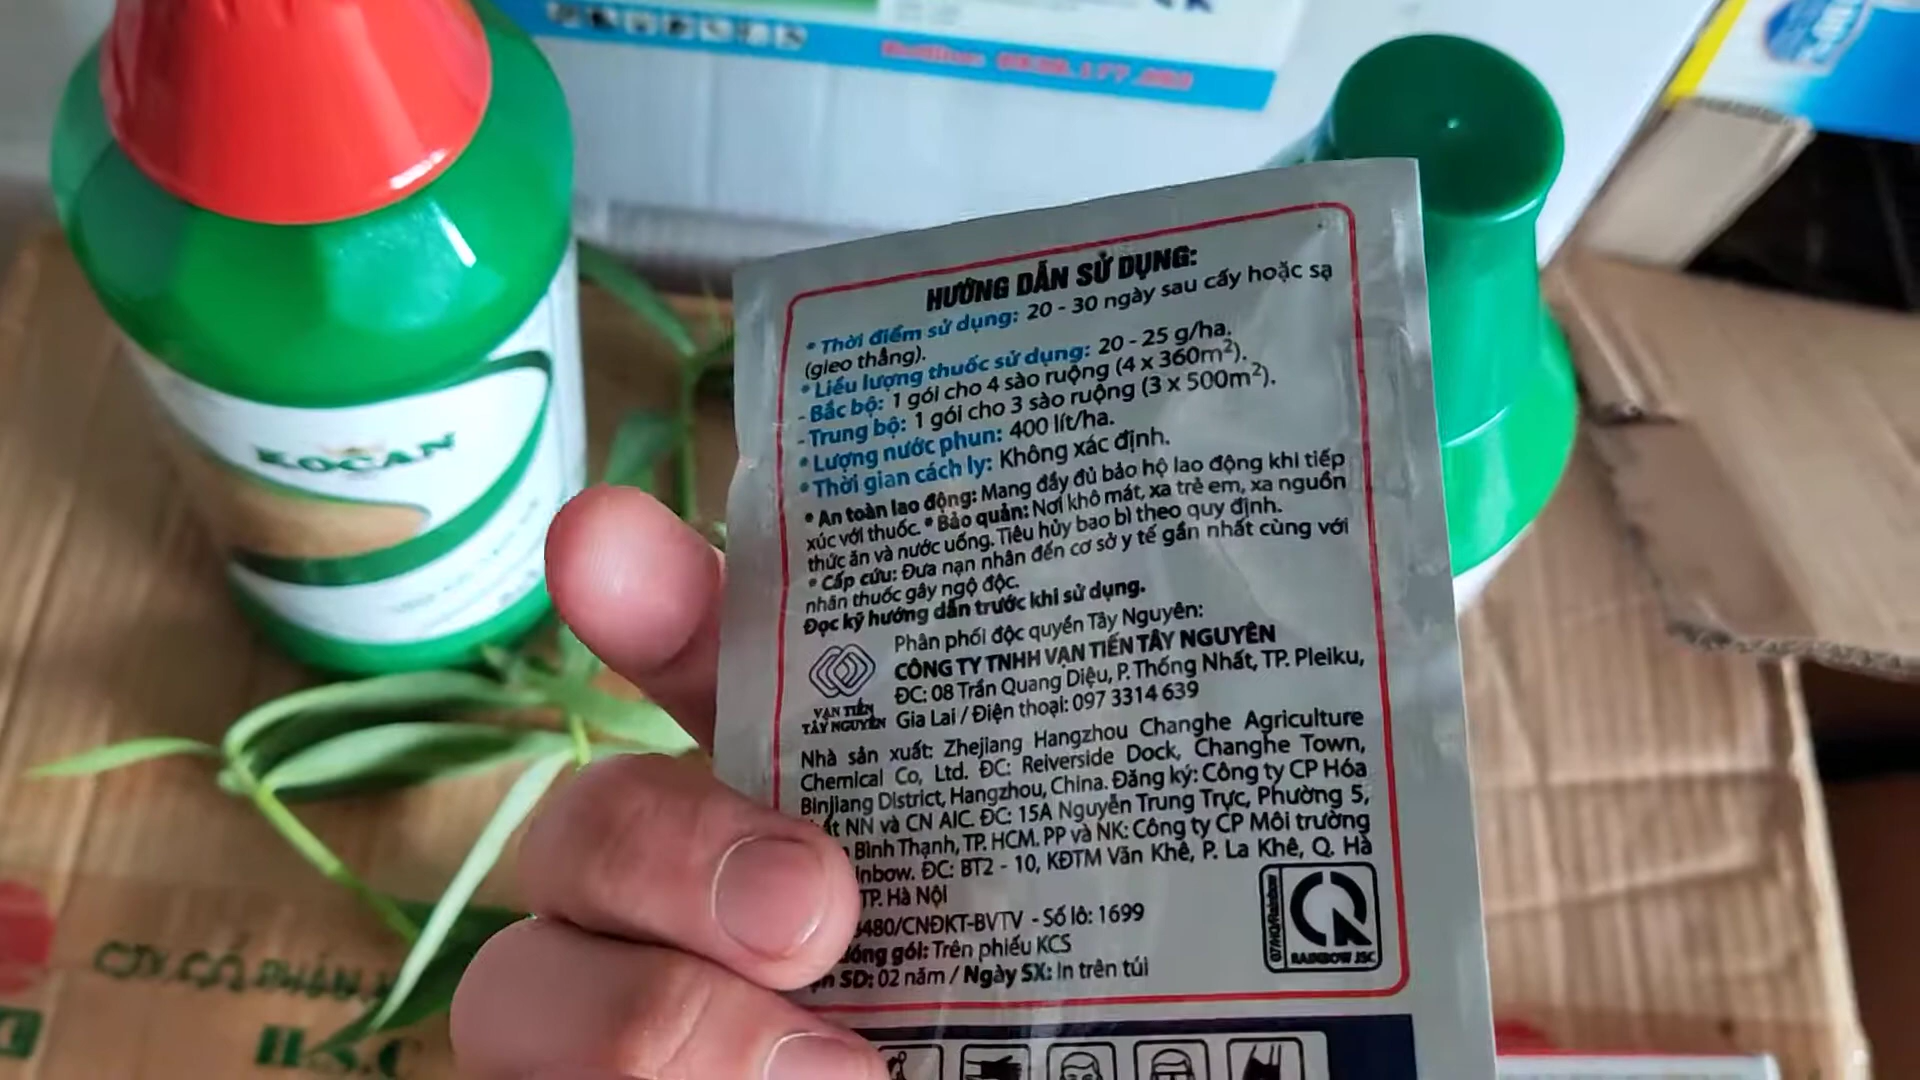 KOCAN
HƯỚNG DẪN SỬ DỤNG:
• Thời điểm sử dụng: 20 - 30 ngày sau cấy hoặc sạ
(gieo thẳng).
• Liều lượng thuốc sử dụng: 20 - 25 g/ha.
- Bắc bộ: 1 gói cho 4 sào ruộng (4 x 360m²).
- Trung bộ: 1 gói cho 3 sào ruộng (3 x 500m²).
• Lượng nước phun: 400 lít/ha.
• Thời gian cách ly: Không xác định.
• An toàn lao động: Mang đầy đủ bảo hộ lao động khi tiếp
xúc với thuốc. • Bảo quản: Nơi khô mát, xa trẻ em, xa nguồn
thức ăn và nước uống. Tiêu hủy bao bì theo quy định.
• Cấp cứu: Đưa nạn nhân đến cơ sở y tế gần nhất cùng với
nhãn thuốc gây ngộ độc.
Đọc kỹ hướng dẫn trước khi sử dụng.
Phân phối độc quyền Tây Nguyên:
CÔNG TY TNHH VẠN TIẾN TÂY NGUYÊN
ĐC: 08 Trần Quang Diệu, P. Thống Nhất, TP. Pleiku,
Gia Lai / Điện thoại: 097 3314 639
VẠN TIẾN
TÂY NGUYÊN
Nhà sản xuất: Zhejiang Hangzhou Changhe Agriculture
Chemical Co, Ltd. ĐC: Reiverside Dock, Changhe Town,
Binjiang District, Hangzhou, China. Đăng ký: Công ty CP Hóa
NN và CN AIC. ĐC: 15A Nguyễn Trung Trực, Phường 5,
Bình Thạnh, TP. HCM. PP và NK: Công ty CP Môi trường
inbow. ĐC: BT2 - 10, KĐTM Văn Khê, P. La Khê, Q. Hà
TP. Hà Nội
480/CNĐKT-BVTV - Số lô: 1699
đóng gói: Trên phiếu KCS
SD: 02 năm / Ngày SX: In trên túi
07/HQ/Rainbow
RAINBOW JSC
CTY CỔ PHẦN
H.S.C